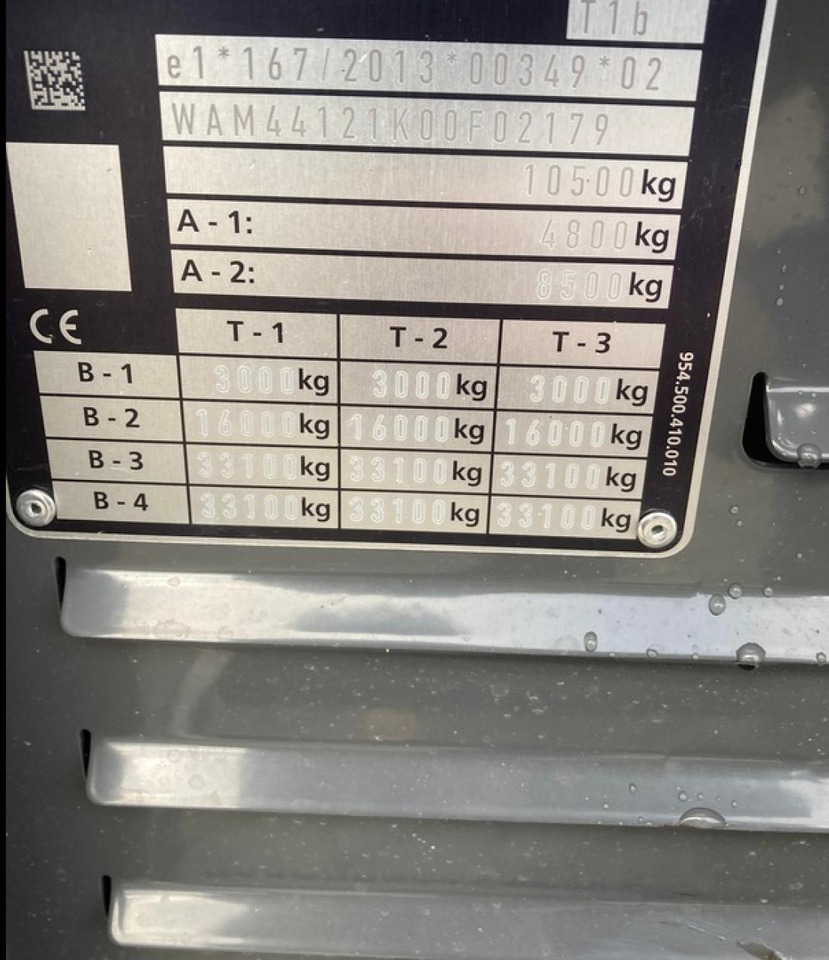 T1b
e1*167/2013*00349*02
WAM44121K00F02179
10500kg
A - 1: 4800kg
A - 2: 8500kg
CE
T - 1 T - 2 T - 3
B - 1 3000kg 3000kg 3000kg
B - 2 16000kg 16000kg 16000kg
B - 3 33100kg 33100kg 33100kg
B - 4 33100kg 33100kg 33100kg
954.500.410.010